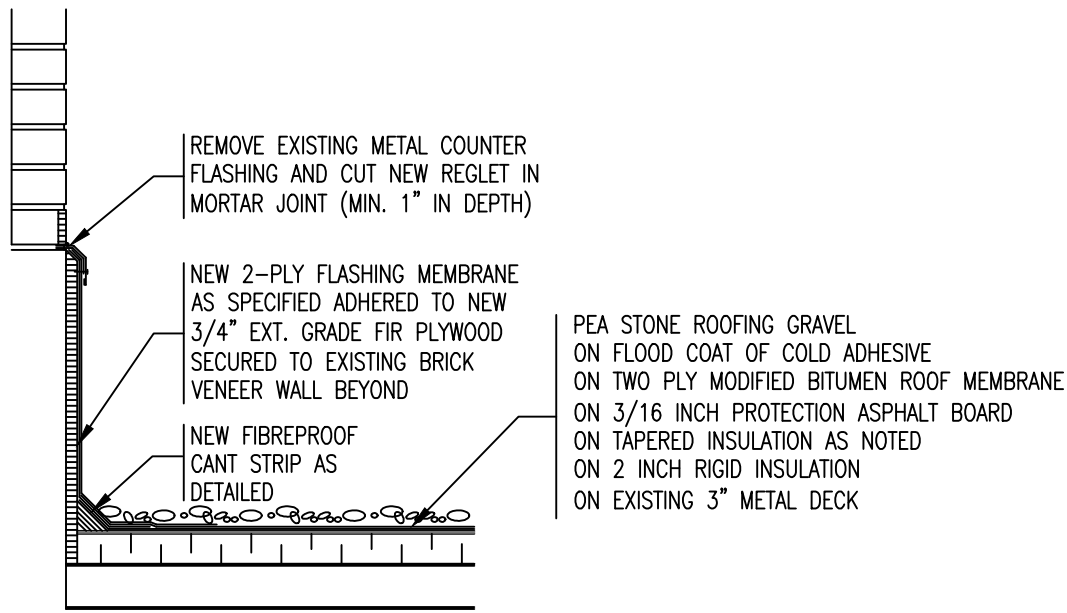 REMOVE EXISTING METAL COUNTER
FLASHING AND CUT NEW REGLET IN
MORTAR JOINT (MIN. 1" IN DEPTH)
NEW 2-PLY FLASHING MEMBRANE
AS SPECIFIED ADHERED TO NEW
3/4" EXT. GRADE FIR PLYWOOD
SECURED TO EXISTING BRICK
VENEER WALL BEYOND
NEW FIBREPROOF
CANT STRIP AS
DETAILED
PEA STONE ROOFING GRAVEL
ON FLOOD COAT OF COLD ADHESIVE
ON TWO PLY MODIFIED BITUMEN ROOF MEMBRANE
ON 3/16 INCH PROTECTION ASPHALT BOARD
ON TAPERED INSULATION AS NOTED
ON 2 INCH RIGID INSULATION
ON EXISTING 3" METAL DECK